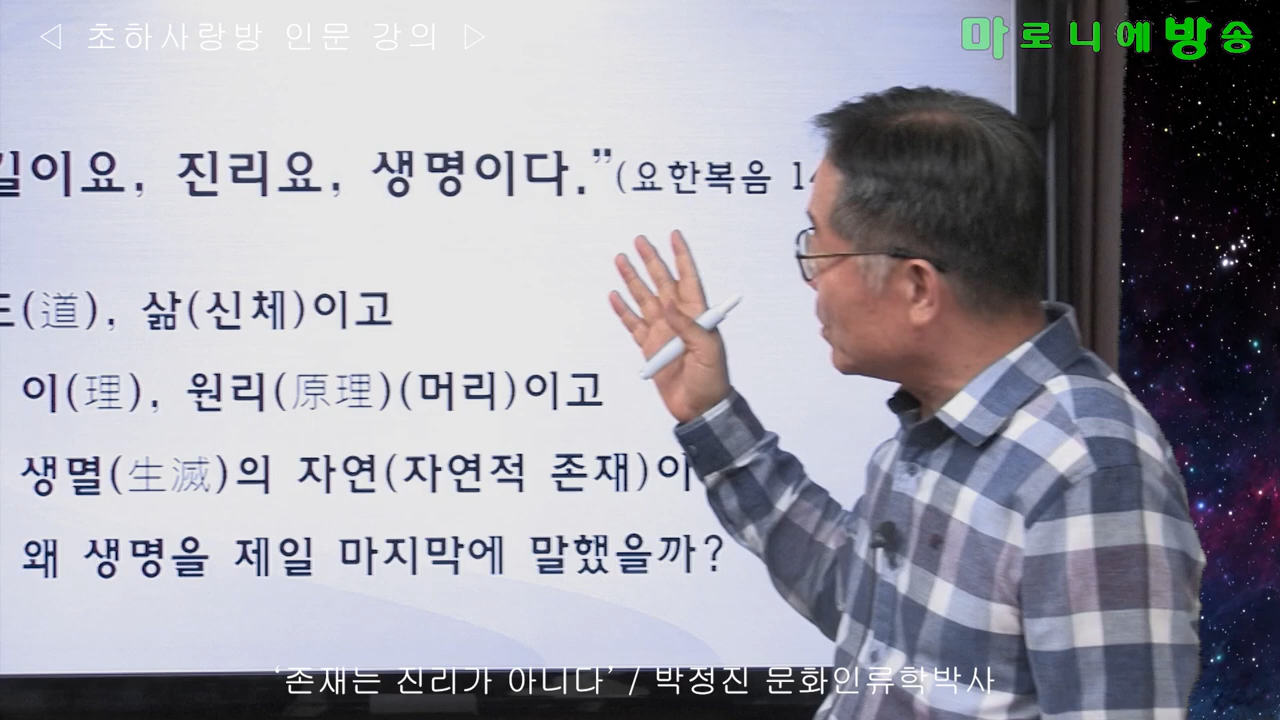 ◁ 초하사랑방 인문 강의 ▷
마로니에방송
길이요, 진리요, 생명이다.”(요한복음 14
도(道), 삶(신체)이고
이(理), 원리(原理)(머리)이고
생멸(生滅)의 자연(자연적 존재)이
왜 생명을 제일 마지막에 말했을까?
‘존재는 진리가 아니다’ / 박정진 문화인류학박사